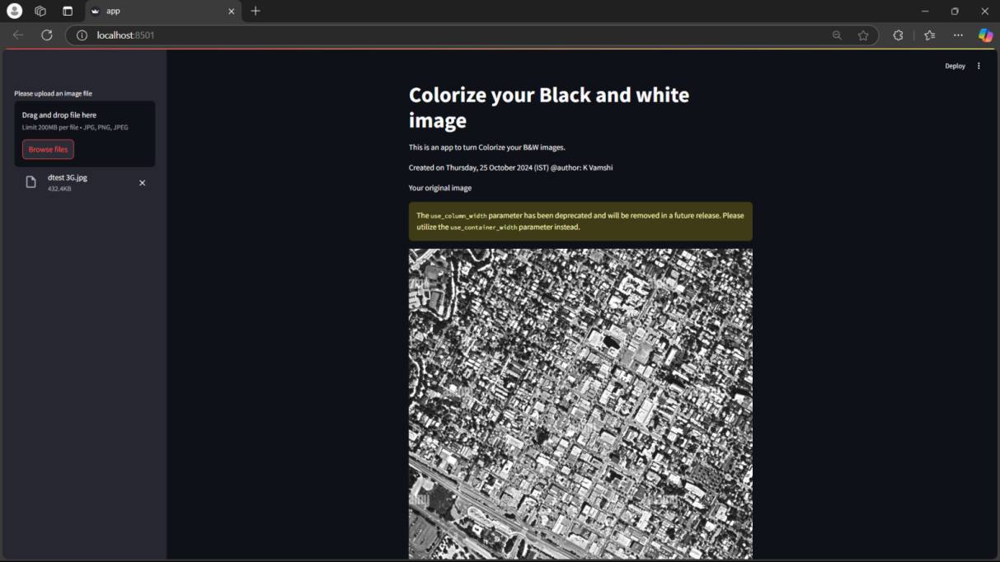 app
localhost:8501
Deploy
Please upload an image file
Drag and drop file here
Limit 200MB per file • JPG, PNG, JPEG
Browse files
dtest 3G.jpg
432.4KB
Colorize your Black and white
image
This is an app to turn Colorize your B&W images.
Created on Thursday, 25 October 2024 (IST) @author: K Vamshi
Your original image
The use_column_width parameter has been deprecated and will be removed in a future release. Please
utilize the use_container_width parameter instead.